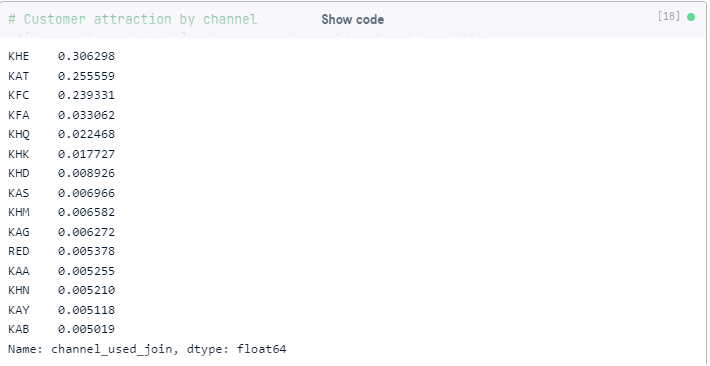 # Customer attraction by channel
Show code
[18]
KHE 0.306298
KAT 0.255559
KFC 0.239331
KFA 0.033062
KHQ 0.022468
KHK 0.017727
KHD 0.008926
KAS 0.006966
KHM 0.006582
KAG 0.006272
RED 0.005378
KAA 0.005255
KHN 0.005210
KAY 0.005118
KAB 0.005019
Name: channel_used_join, dtype: float64